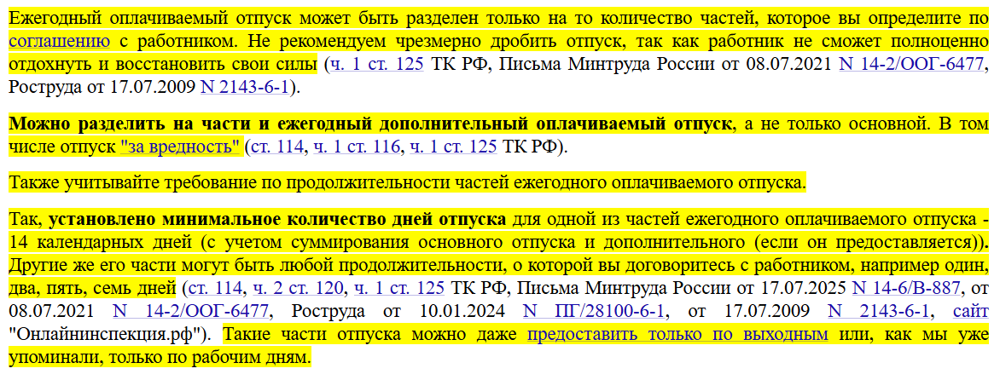 Ежегодный оплачиваемый отпуск может быть разделен только на то количество частей, которое вы определите по
соглашению с работником. Не рекомендуем чрезмерно дробить отпуск, так как работник не сможет полноценно
отдохнуть и восстановить свои силы (ч. 1 ст. 125 ТК РФ, Письма Минтруда России от 08.07.2021 N 14-2/ООГ-6477,
Роструда от 17.07.2009 N 2143-6-1).
Можно разделить на части и ежегодный дополнительный оплачиваемый отпуск, а не только основной. В том
числе отпуск "за вредность" (ст. 114, ч. 1 ст. 116, ч. 1 ст. 125 ТК РФ).
Также учитывайте требование по продолжительности частей ежегодного оплачиваемого отпуска.
Так, установлено минимальное количество дней отпуска для одной из частей ежегодного оплачиваемого отпуска -
14 календарных дней (с учетом суммирования основного отпуска и дополнительного (если он предоставляется)).
Другие же его части могут быть любой продолжительности, о которой вы договоритесь с работником, например один,
два, пять, семь дней (ст. 114, ч. 2 ст. 120, ч. 1 ст. 125 ТК РФ, Письма Минтруда России от 17.07.2025 N 14-6/В-887, от
08.07.2021 N 14-2/ООГ-6477, Роструда от 10.01.2024 N ПГ/28100-6-1, от 17.07.2009 N 2143-6-1, сайт
"Онлайнинспекция.рф"). Такие части отпуска можно даже предоставить только по выходным или, как мы уже
упоминали, только по рабочим дням.